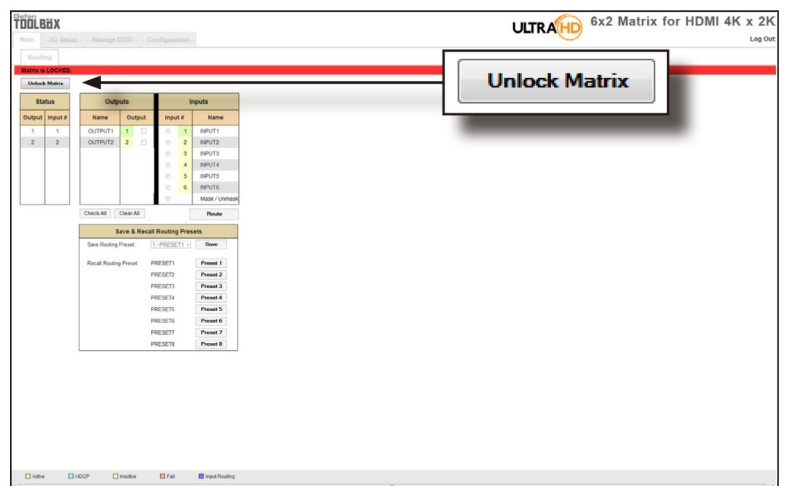 Gefen
TOOLBOX
ULTRA HD
6x2 Matrix for HDMI 4K x 2K
Main I/O Setup Manage EDID Configuration
Log Out
Routing
Matrix is LOCKED.
Unlock Matrix
Unlock Matrix
Status Outputs Inputs
Output Input # Name Output Input # Name
1 1 OUTPUT1 1 1 INPUT1
2 2 OUTPUT2 2 2 INPUT2
3 INPUT3
4 INPUT4
5 INPUT5
6 INPUT6
Mask / Unmask
Check All Clear All Route
Save & Recall Routing Presets
Save Routing Preset: 1 - PRESET1 Save
Recall Routing Preset: PRESET1 Preset 1
PRESET2 Preset 2
PRESET3 Preset 3
PRESET4 Preset 4
PRESET5 Preset 5
PRESET6 Preset 6
PRESET7 Preset 7
PRESET8 Preset 8
Active HDCP Inactive Fail Input Routing